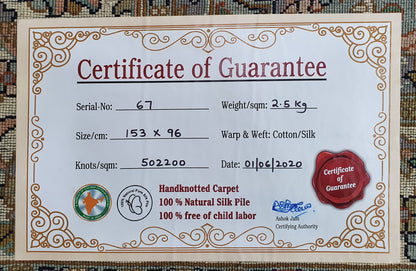 Certificate of Guarantee
Serial-No: 67
Weight/sqm: 2.5 Kg
Size/cm: 153 x 96
Warp & Weft: Cotton/Silk
Knots/sqm: 502200
Date: 01/06/2020
Handknotted Carpet
100 % Natural Silk Pile
100 % free of child labor
Certificate of Guarantee
Ashok Jain
Certifying Authority